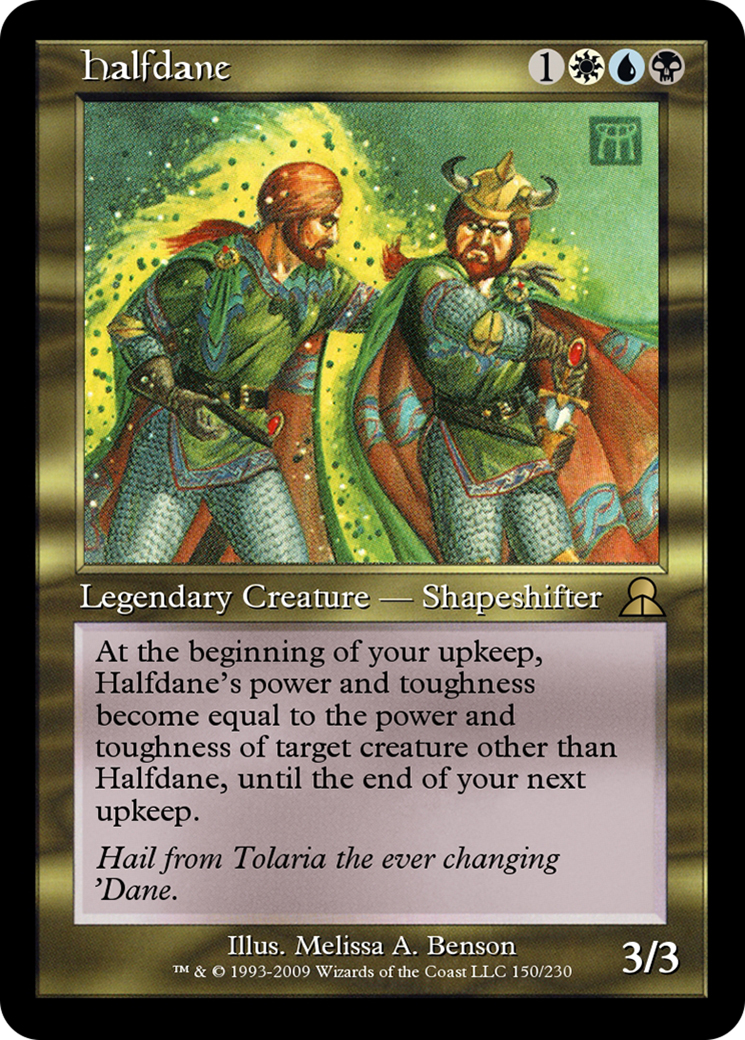 Halfdane 1
Legendary Creature — Shapeshifter
At the beginning of your upkeep,
Halfdane's power and toughness
become equal to the power and
toughness of target creature other than
Halfdane, until the end of your next
upkeep.
Hail from Tolaria the ever changing
'Dane.
Illus. Melissa A. Benson
™ & © 1993-2009 Wizards of the Coast LLC 150/230
3/3